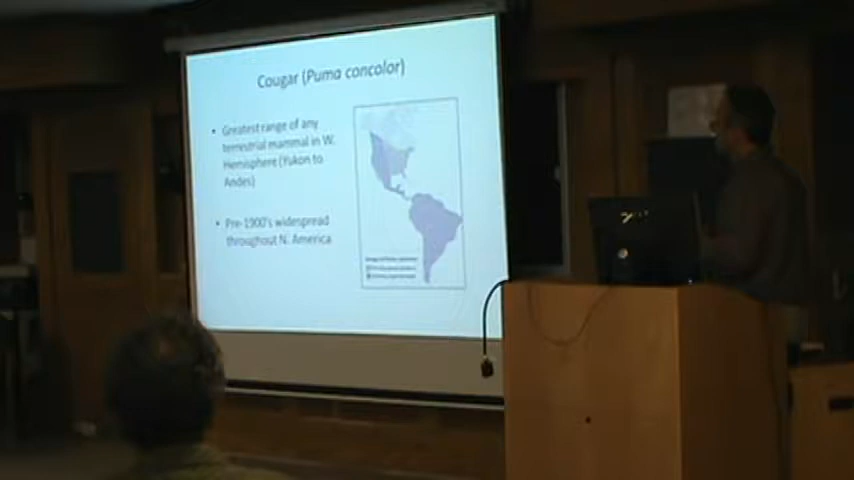 Cougar (Puma concolor)
• Greatest range of any
terrestrial mammal in W.
Hemisphere (Yukon to
Andes)
• Pre-1900's widespread
throughout N. America